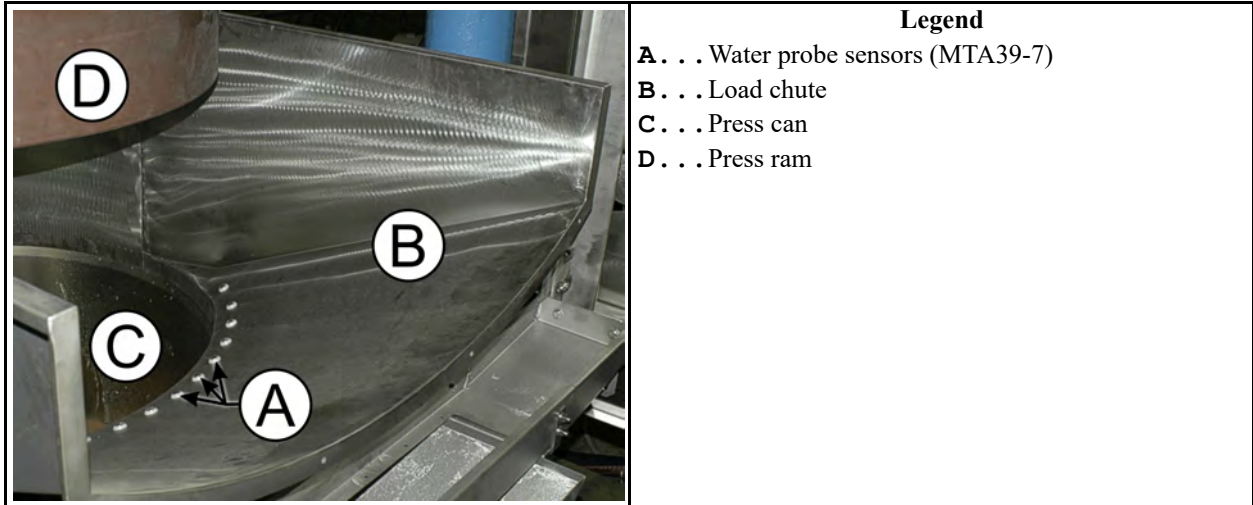 D
B
C
A
Legend
A...Water probe sensors (MTA39-7)
B...Load chute
C...Press can
D...Press ram